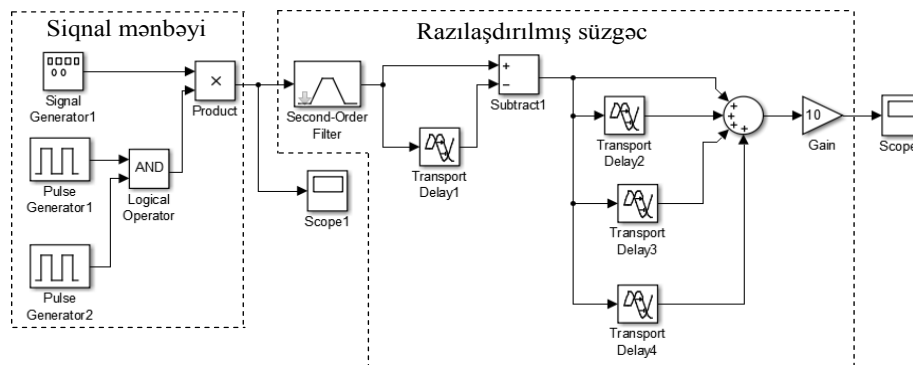 Siqnal mənbəyi
Razılaşdırılmış süzgəc
Signal
Generator1
×
Product
Pulse
Generator1
AND
Logical
Operator
Pulse
Generator2
Scope1
Second-Order
Filter
Transport
Delay1
+
−
Subtract1
Transport
Delay2
Transport
Delay3
Transport
Delay4
+
+
+
+
10
Gain
Scope